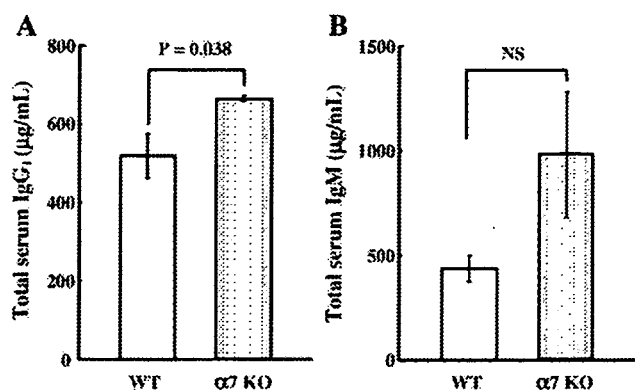 A
Total serum IgG₁ (µg/mL)
800
600
400
200
0
P = 0.038
WT
α7 KO
B
Total serum IgM (µg/mL)
1500
1000
500
0
NS
WT
α7 KO